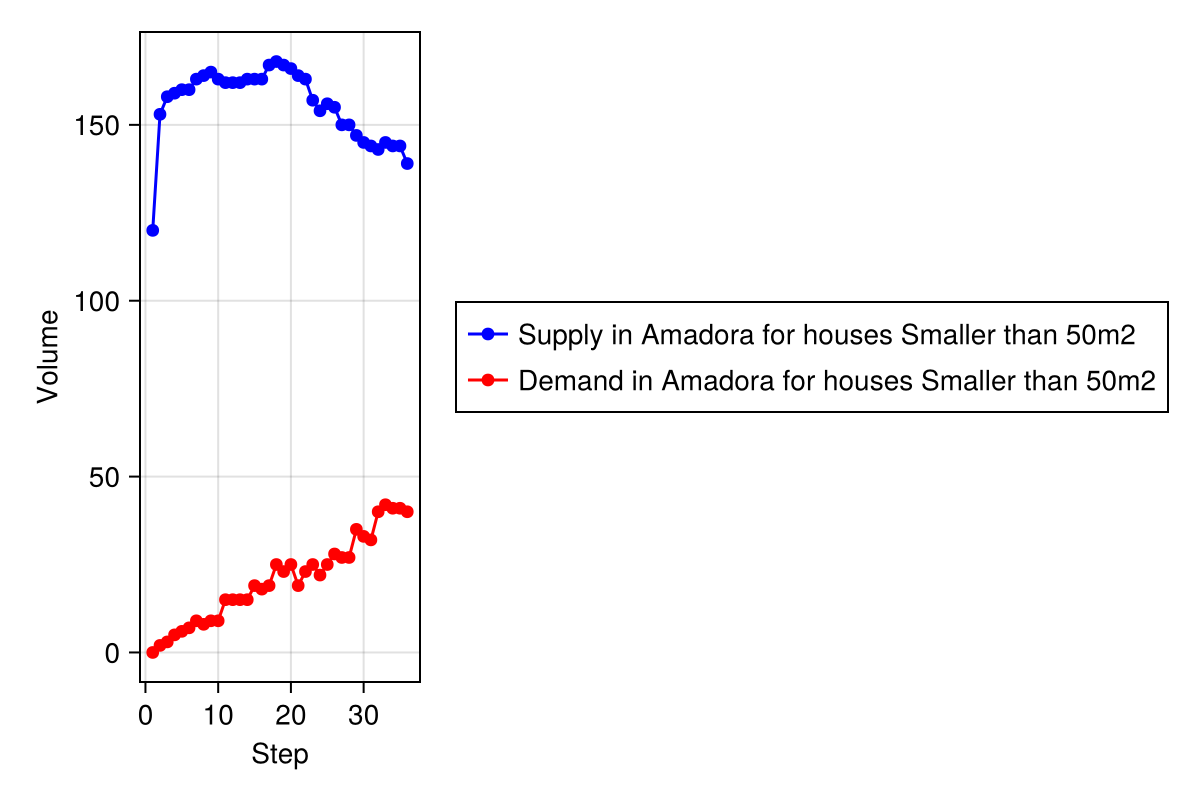 150
100
50
0
Volume
0 10 20 30
Step
Supply in Amadora for houses Smaller than 50m2
Demand in Amadora for houses Smaller than 50m2